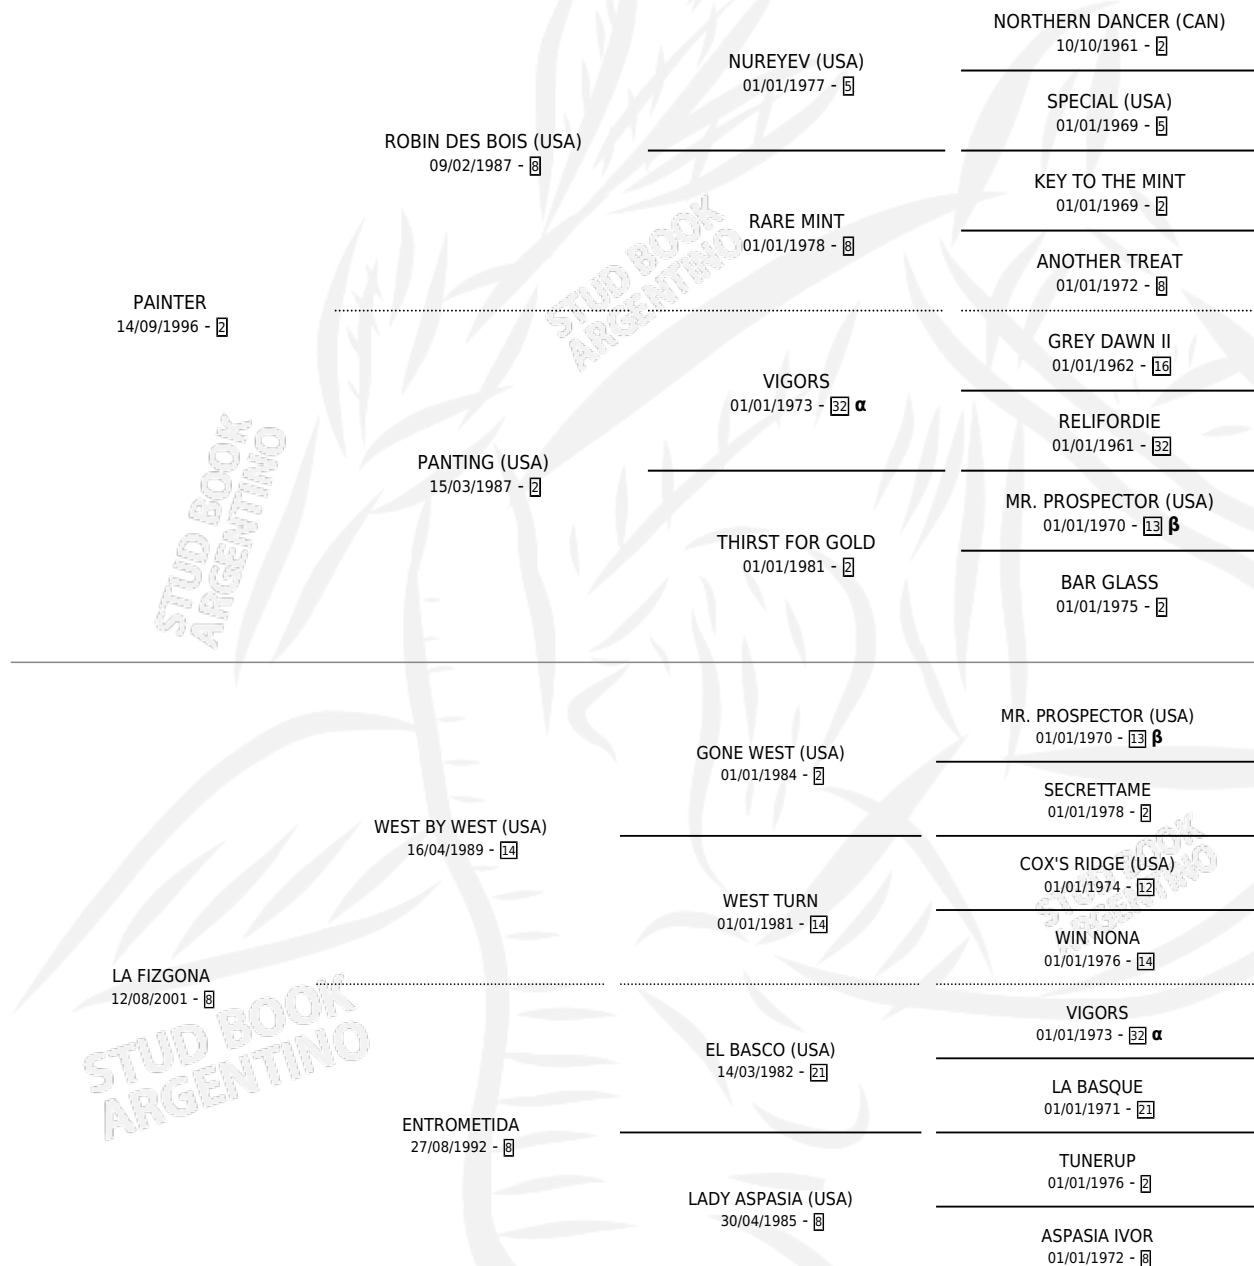 NORTHERN DANCER (CAN)
10/10/1961 - 2
NUREYEV (USA)
01/01/1977 - 5
SPECIAL (USA)
01/01/1969 - 5
ROBIN DES BOIS (USA)
09/02/1987 - 8
KEY TO THE MINT
01/01/1969 - 2
RARE MINT
01/01/1978 - 8
ANOTHER TREAT
01/01/1972 - 8
PAINTER
14/09/1996 - 2
STUD BOOK
ARGENTINO
GREY DAWN II
01/01/1962 - 16
VIGORS
01/01/1973 - 32 α
RELIFORDIE
01/01/1961 - 32
PANTING (USA)
15/03/1987 - 2
MR. PROSPECTOR (USA)
01/01/1970 - 13 β
THIRST FOR GOLD
01/01/1981 - 2
BAR GLASS
01/01/1975 - 2
STUD BOOK
ARGENTINO
MR. PROSPECTOR (USA)
01/01/1970 - 13 β
GONE WEST (USA)
01/01/1984 - 2
SECRETTAME
01/01/1978 - 2
WEST BY WEST (USA)
16/04/1989 - 14
COX'S RIDGE (USA)
01/01/1974 - 12
STUD BOOK
ARGENTINO
WEST TURN
01/01/1981 - 14
WIN NONA
01/01/1976 - 14
LA FIZGONA
12/08/2001 - 8
STUD BOOK
ARGENTINO
VIGORS
01/01/1973 - 32 α
EL BASCO (USA)
14/03/1982 - 21
LA BASQUE
01/01/1971 - 21
ENTROMETIDA
27/08/1992 - 8
TUNERUP
01/01/1976 - 2
LADY ASPASIA (USA)
30/04/1985 - 8
ASPASIA IVOR
01/01/1972 - 8